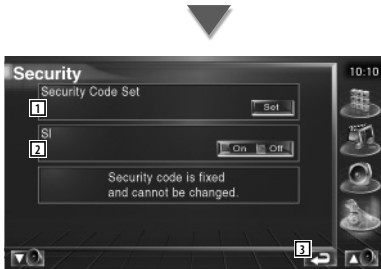 Security
10:10
Security Code Set
1
Set
SI
2
On Off
Security code is fixed
and cannot be changed.
3